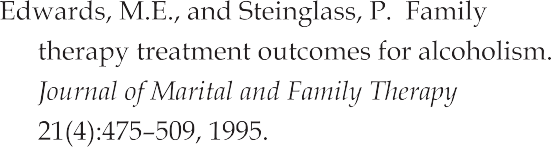 Edwards, M.E., and Steinglass, P.  Family
therapy treatment outcomes for alcoholism.
Journal of Marital and Family Therapy
21(4):475–509, 1995.